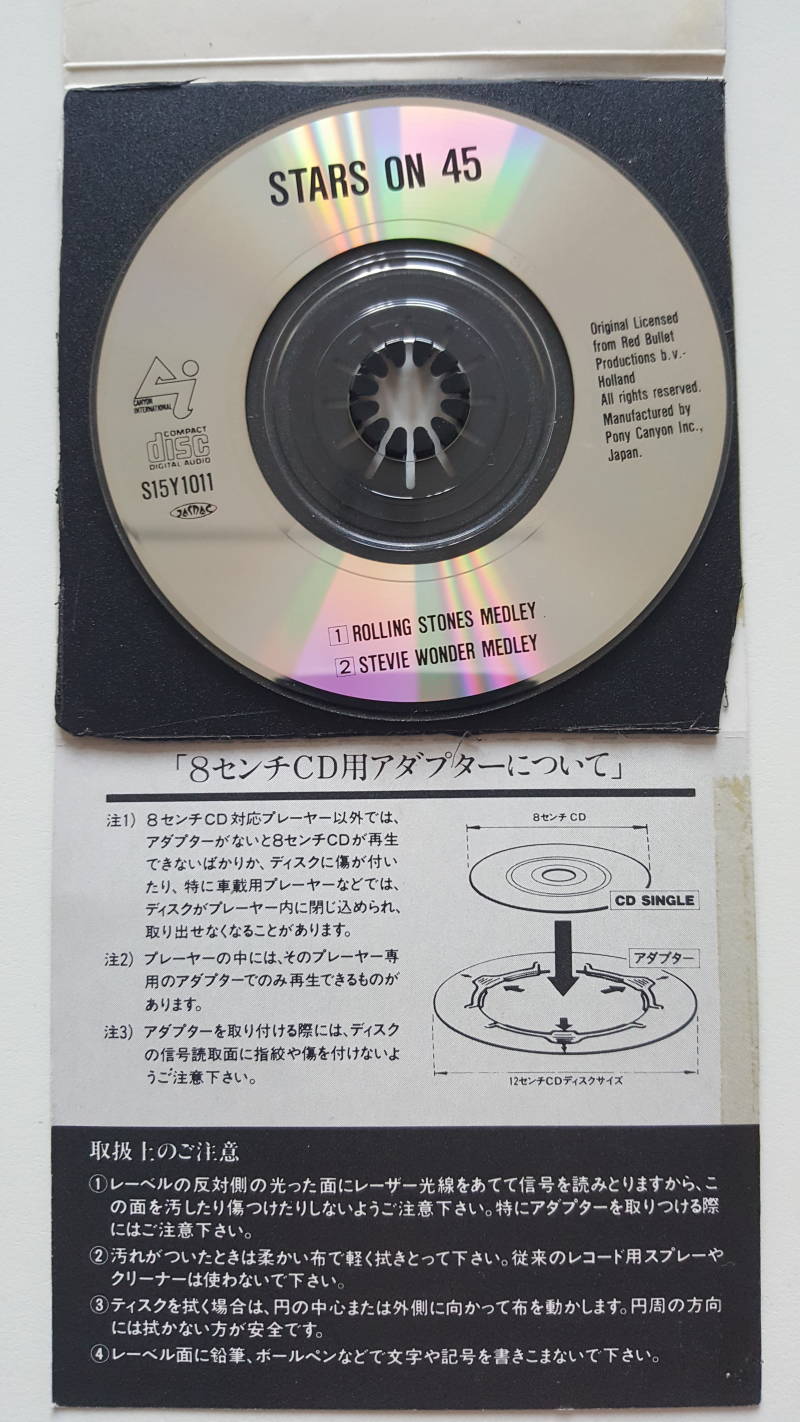 STARS ON 45
CANYON
INTERNATIONAL
COMPACT
disc
DIGITAL AUDIO
S15Y1011
JASRAC
Original Licensed
from Red Bullet
Productions b.v.-
Holland
All rights reserved.
Manufactured by
Pony Canyon Inc.,
Japan.
1 ROLLING STONES MEDLEY
2 STEVIE WONDER MEDLEY
「8センチCD用アダプターについて」
注1) 8センチCD対応プレーヤー以外では、
アダプターがないと8センチCDが再生
できないばかりか、ディスクに傷が付い
たり、特に車載用プレーヤーなどでは、
ディスクがプレーヤー内に閉じ込められ、
取り出せなくなることがあります。
注2) プレーヤーの中には、そのプレーヤー専
用のアダプターでのみ再生できるものが
あります。
注3) アダプターを取り付ける際には、ディスク
の信号読取面に指紋や傷を付けないよ
うご注意下さい。
8センチCD
CD SINGLE
アダプター
12センチCDディスクサイズ
取扱上のご注意
①レーベルの反対側の光った面にレーザー光線をあてて信号を読みとりますから、こ
の面を汚したり傷つけたりしないようご注意下さい。特にアダプターを取りつける際
にはご注意下さい。
②汚れがついたときは柔かい布で軽く拭きとって下さい。従来のレコード用スプレーや
クリーナーは使わないで下さい。
③ディスクを拭く場合は、円の中心または外側に向かって布を動かします。円周の方向
には拭かない方が安全です。
④レーベル面に鉛筆、ボールペンなどで文字や記号を書きこまないで下さい。